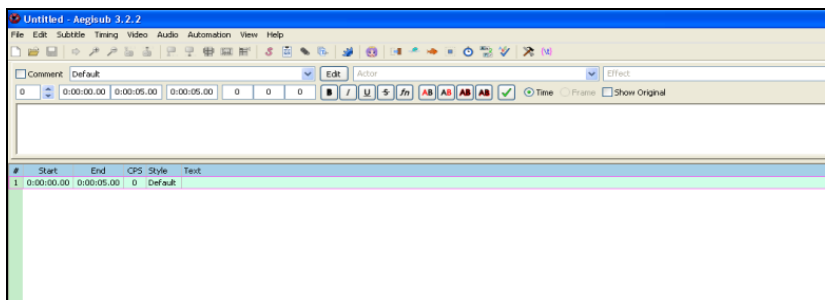 Untitled - Aegisub 3.2.2
File Edit Subtitle Timing Video Audio Automation View Help
Comment Default Edit Actor Effect
0 0:00:00.00 0:00:05.00 0:00:05.00 0 0 0 B I U S fn AB AB AB AB Time Frame Show Original
# Start End CPS Style Text
1 0:00:00.00 0:00:05.00 0 Default